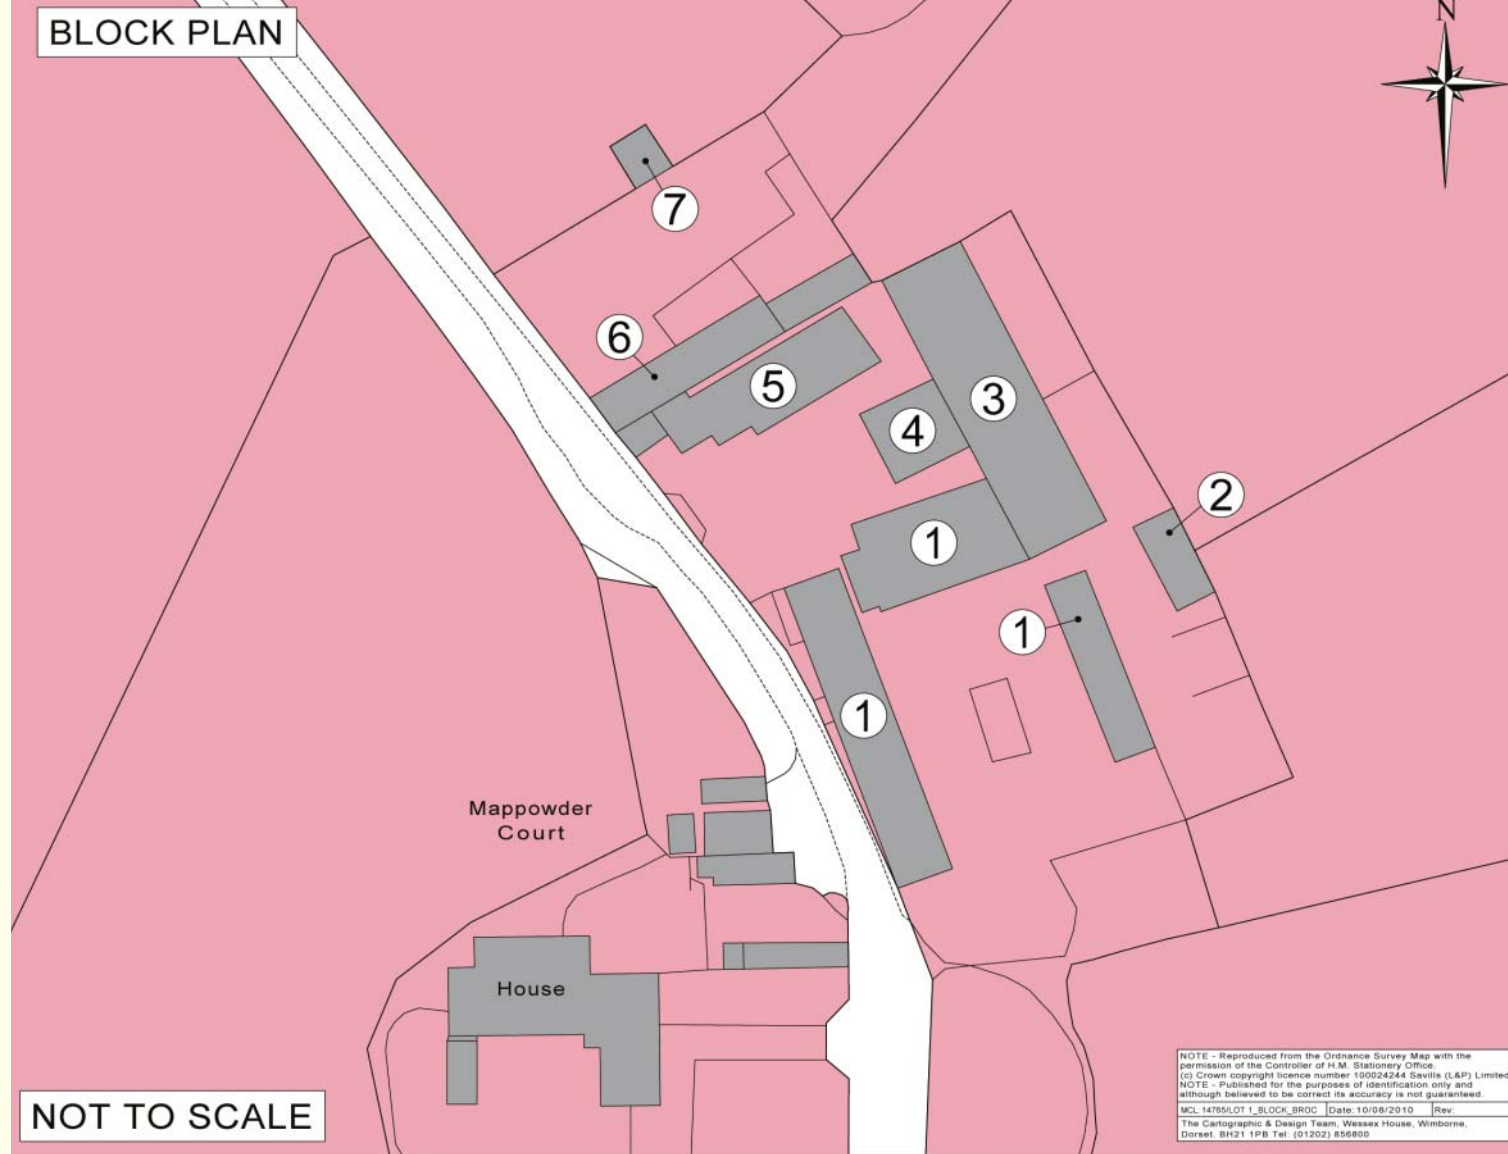 BLOCK PLAN
N
7
6
5
3
4
2
1
1
1
Mappowder
Court
House
NOT TO SCALE
NOTE - Reproduced from the Ordnance Survey Map with the
permission of the Controller of H.M. Stationery Office.
(c) Crown copyright licence number 100024244 Savills (L&P) Limited
NOTE - Published for the purposes of identification only and
although believed to be correct its accuracy is not guaranteed.
MCL: 14765/LOT 1_BLOCK_BROC Date: 10/08/2010 Rev:
The Cartographic & Design Team, Wessex House, Wimborne,
Dorset. BH21 1PB Tel: (01202) 856800